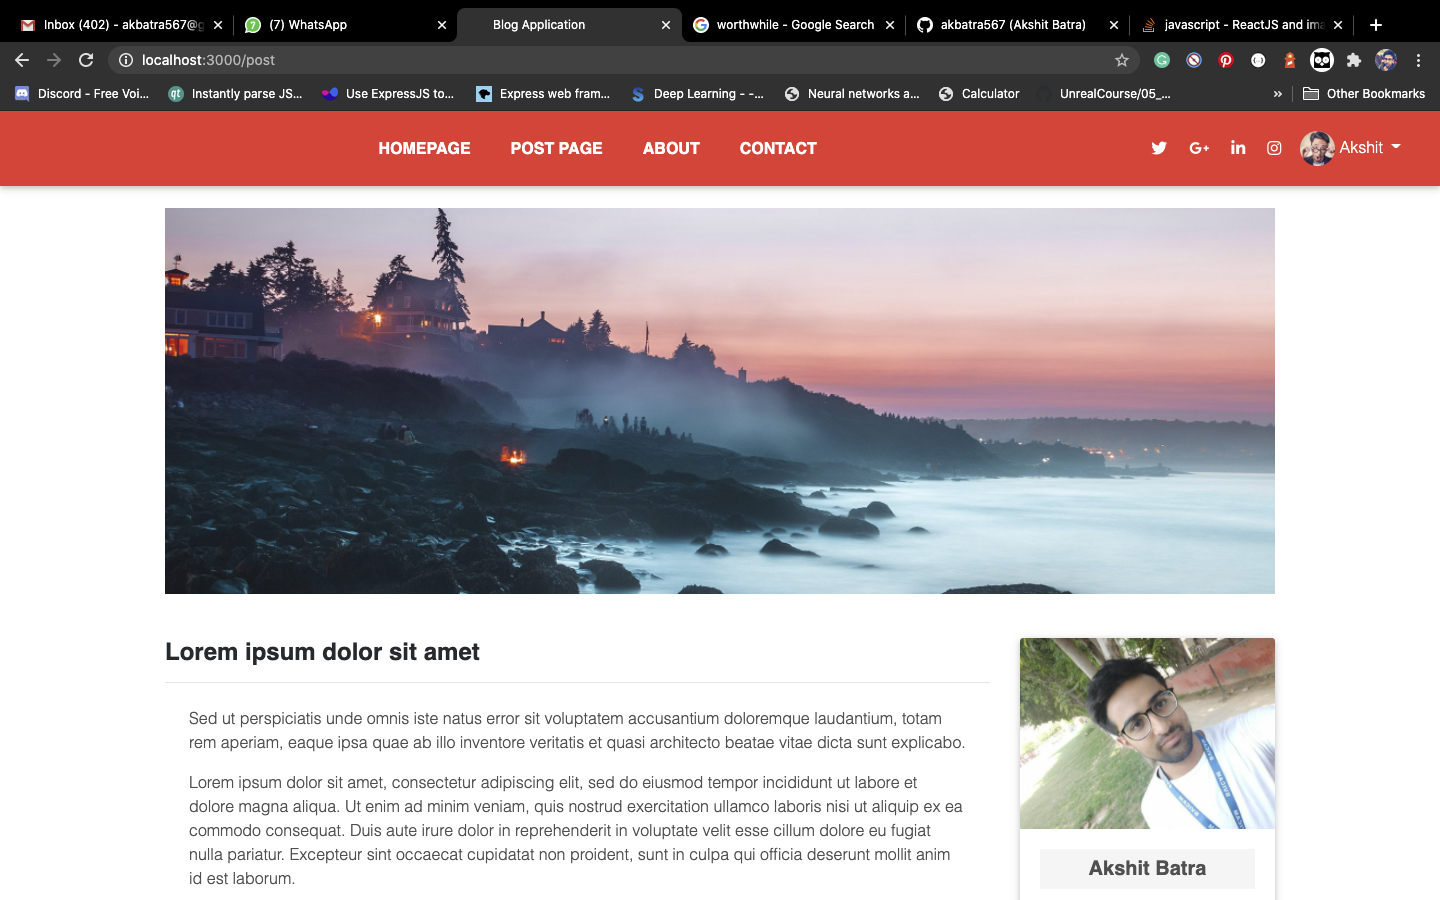 Inbox (402) - akbatra567@g
(7) WhatsApp
Blog Application
worthwhile - Google Search
akbatra567 (Akshit Batra)
javascript - ReactJS and ima
localhost:3000/post
Discord - Free Voi...
Instantly parse JS...
Use ExpressJS to...
Express web fram...
Deep Learning - -...
Neural networks a...
Calculator
UnrealCourse/05_...
»
Other Bookmarks
HOMEPAGE
POST PAGE
ABOUT
CONTACT
Akshit
Lorem ipsum dolor sit amet
Sed ut perspiciatis unde omnis iste natus error sit voluptatem accusantium doloremque laudantium, totam
rem aperiam, eaque ipsa quae ab illo inventore veritatis et quasi architecto beatae vitae dicta sunt explicabo.
Lorem ipsum dolor sit amet, consectetur adipiscing elit, sed do eiusmod tempor incididunt ut labore et
dolore magna aliqua. Ut enim ad minim veniam, quis nostrud exercitation ullamco laboris nisi ut aliquip ex ea
commodo consequat. Duis aute irure dolor in reprehenderit in voluptate velit esse cillum dolore eu fugiat
nulla pariatur. Excepteur sint occaecat cupidatat non proident, sunt in culpa qui officia deserunt mollit anim
id est laborum.
Akshit Batra